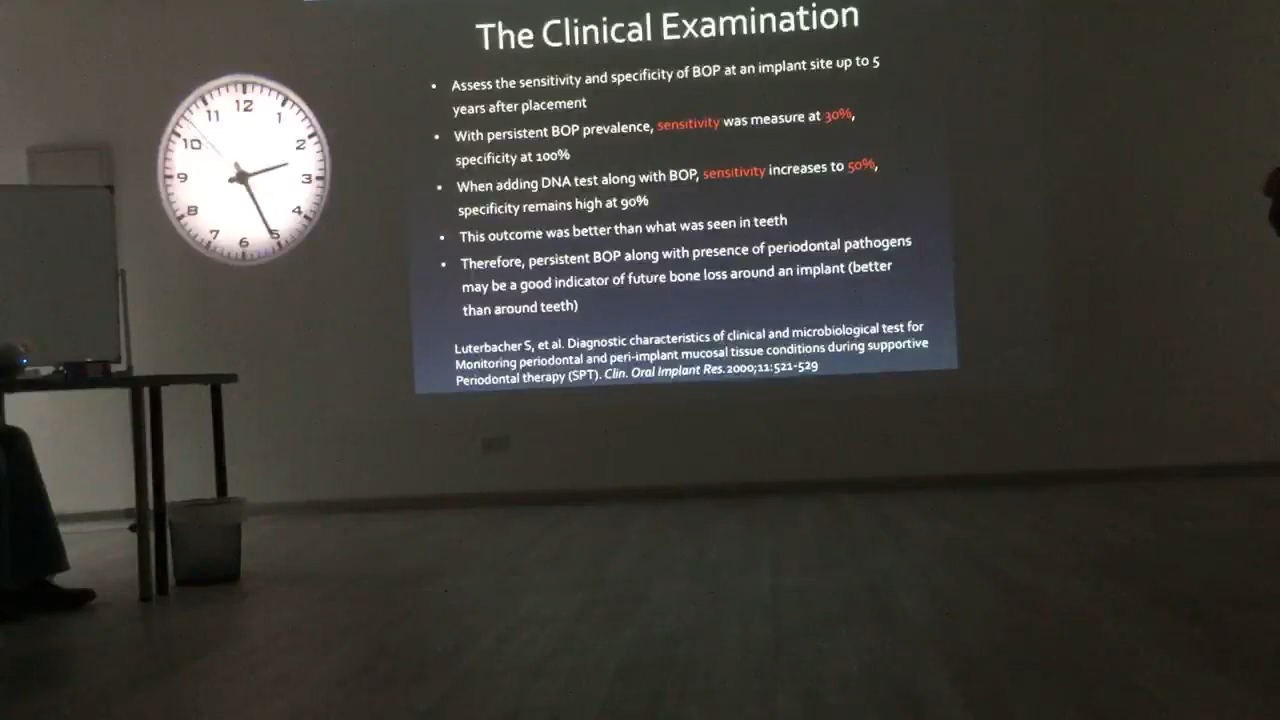 The Clinical Examination
• Assess the sensitivity and specificity of BOP at an implant site up to 5
years after placement
• With persistent BOP prevalence, sensitivity was measure at 30%,
specificity at 100%
• When adding DNA test along with BOP, sensitivity increases to 50%,
specificity remains high at 90%
• This outcome was better than what was seen in teeth
• Therefore, persistent BOP along with presence of periodontal pathogens
may be a good indicator of future bone loss around an implant (better
than around teeth)
Luterbacher S, et al. Diagnostic characteristics of clinical and microbiological test for
Monitoring periodontal and peri-implant mucosal tissue conditions during supportive
Periodontal therapy (SPT). Clin. Oral Implant Res. 2000;11:521-529
12
1
2
3
4
5
6
7
8
9
10
11